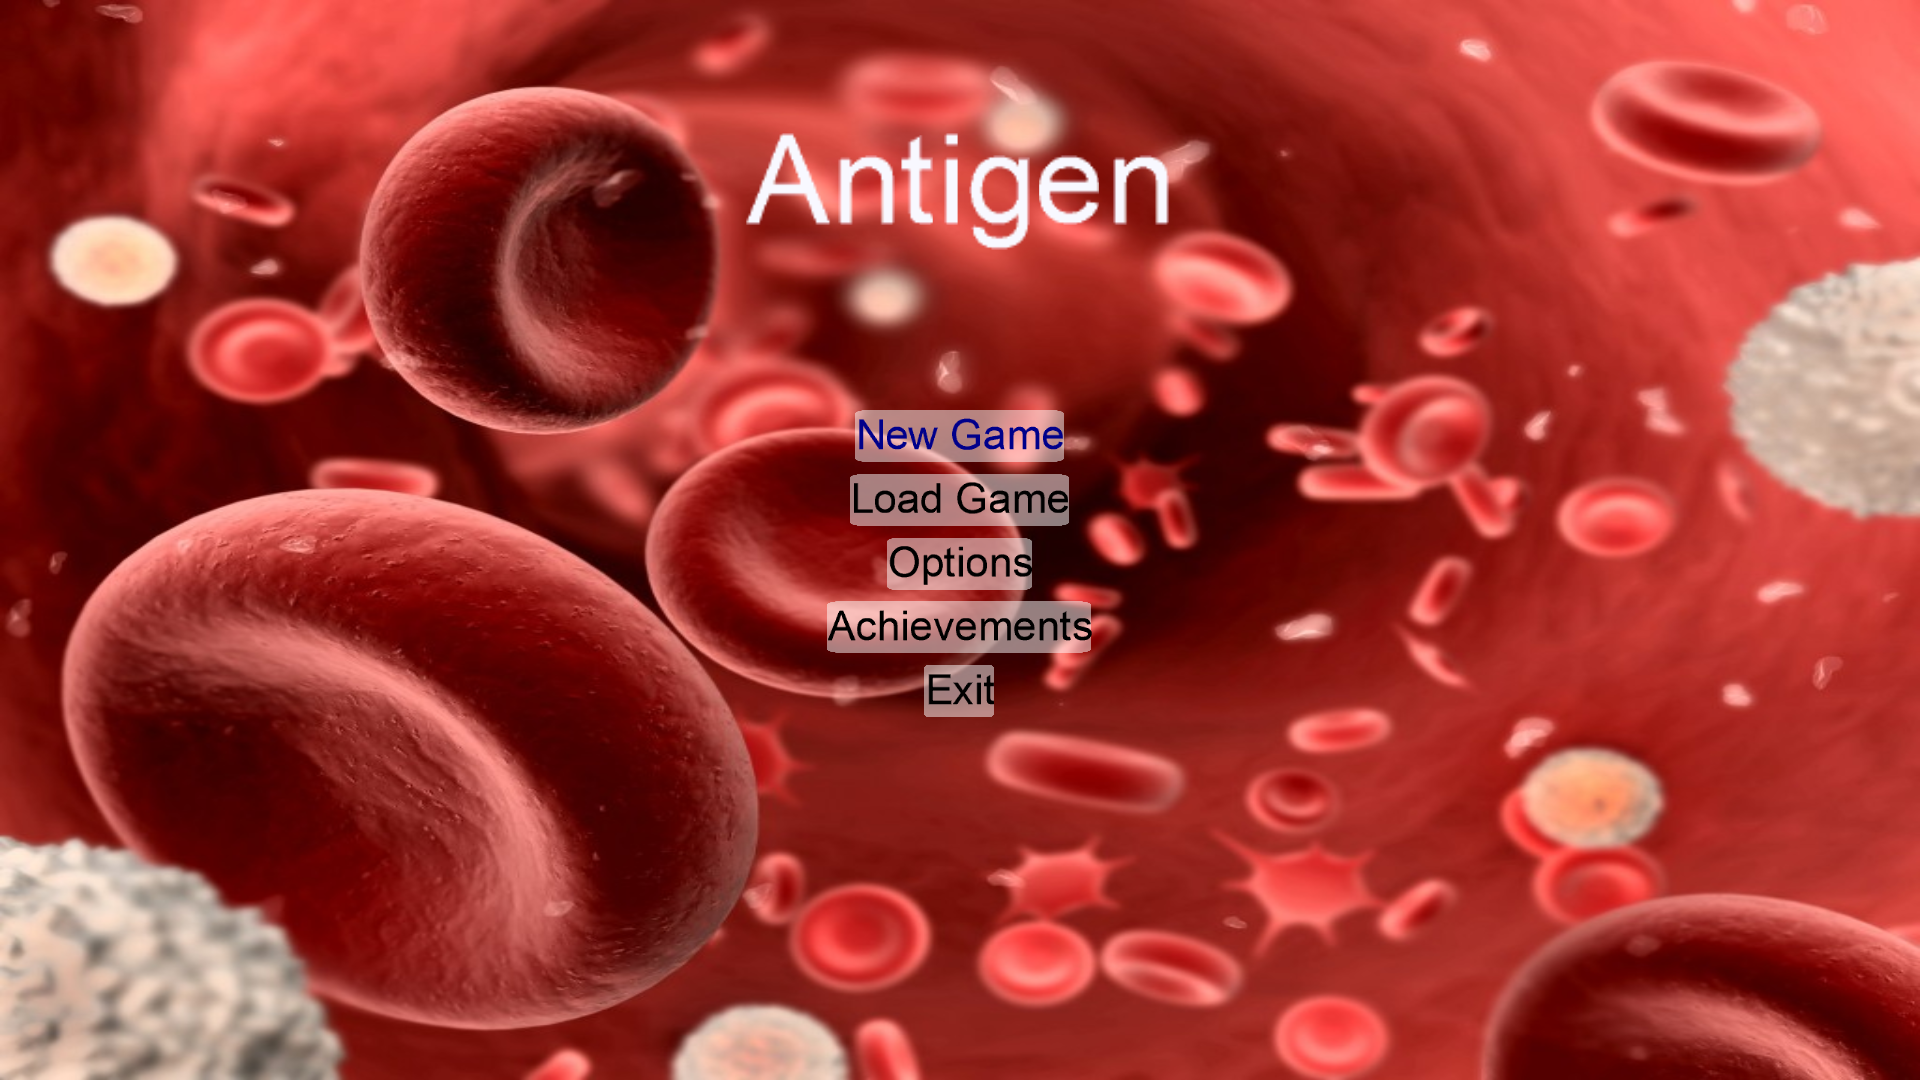 Antigen
New Game
Load Game
Options
Achievements
Exit